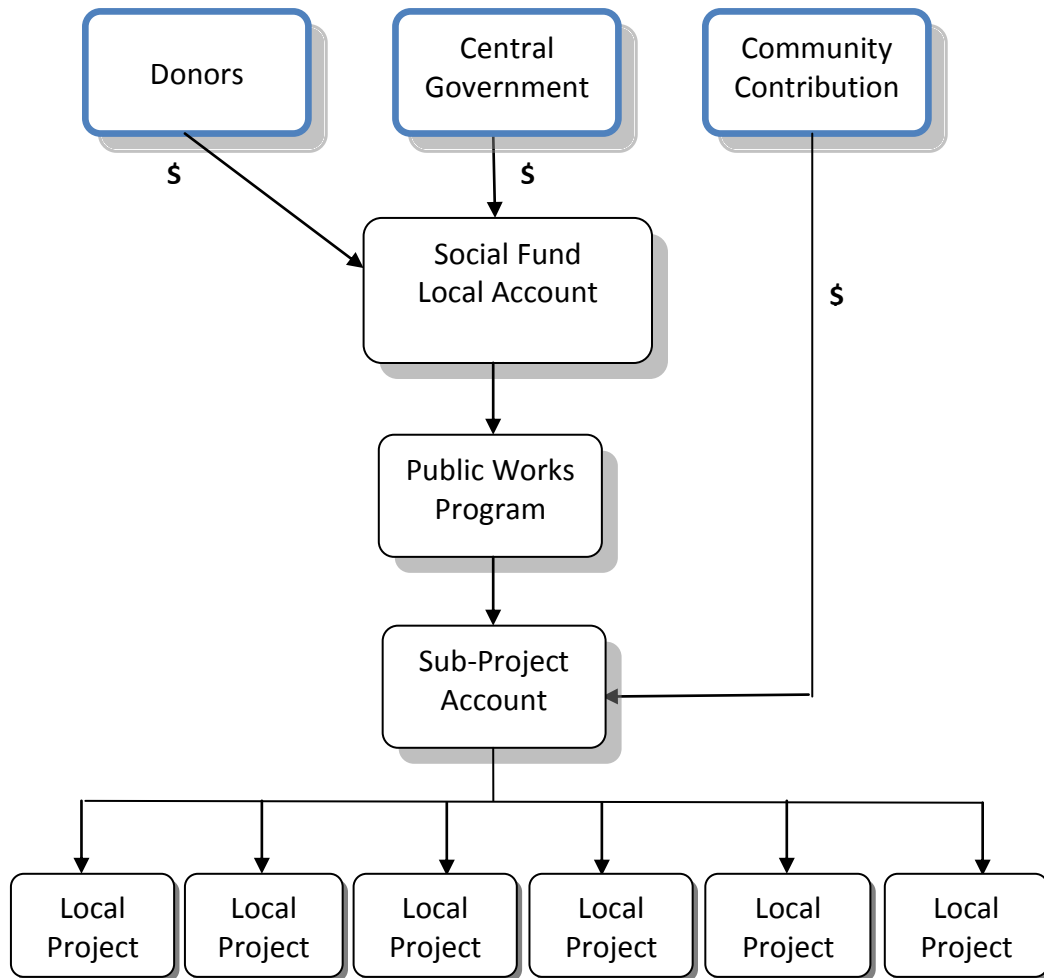 Donors
Central
Government
Community
Contribution
$
$
Social Fund
Local Account
$
Public Works
Program
Sub-Project
Account
Local
Project
Local
Project
Local
Project
Local
Project
Local
Project
Local
Project